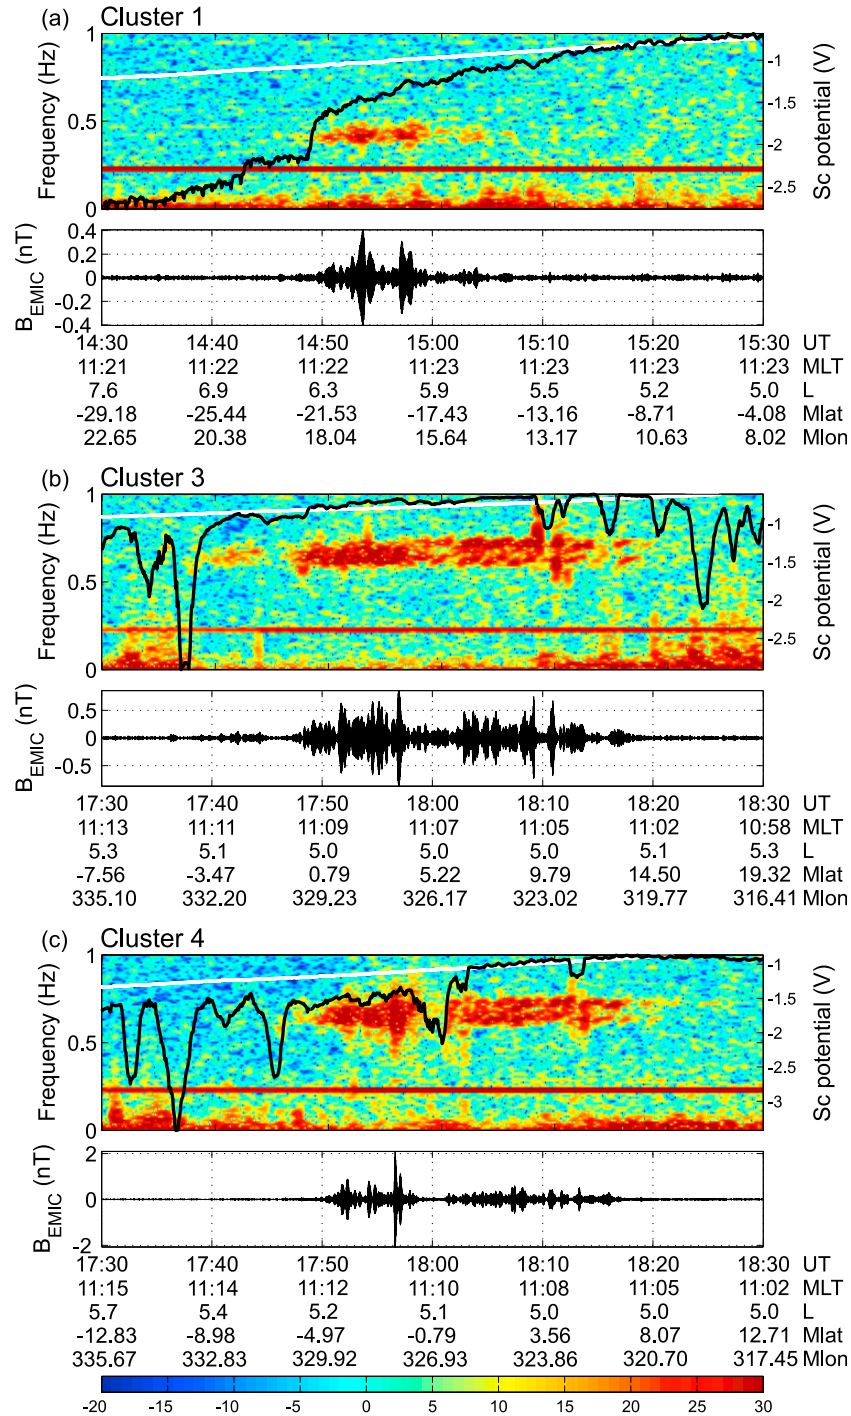 (a) Cluster 1
1
0.5
0
Frequency (Hz)
-1
-1.5
-2
-2.5
Sc potential (V)
0.4
0.2
0
-0.2
-0.4
B_EMIC (nT)
14:30 14:40 14:50 15:00 15:10 15:20 15:30 UT
11:21 11:22 11:22 11:23 11:23 11:23 11:23 MLT
7.6 6.9 6.3 5.9 5.5 5.2 5.0 L
-29.18 -25.44 -21.53 -17.43 -13.16 -8.71 -4.08 Mlat
22.65 20.38 18.04 15.64 13.17 10.63 8.02 Mlon
(b) Cluster 3
1
0.5
0
Frequency (Hz)
-1
-1.5
-2
-2.5
Sc potential (V)
0.5
0
-0.5
B_EMIC (nT)
17:30 17:40 17:50 18:00 18:10 18:20 18:30 UT
11:13 11:11 11:09 11:07 11:05 11:02 10:58 MLT
5.3 5.1 5.0 5.0 5.0 5.1 5.3 L
-7.56 -3.47 0.79 5.22 9.79 14.50 19.32 Mlat
335.10 332.20 329.23 326.17 323.02 319.77 316.41 Mlon
(c) Cluster 4
1
0.5
0
Frequency (Hz)
-1
-1.5
-2
-2.5
-3
Sc potential (V)
2
0
-2
B_EMIC (nT)
17:30 17:40 17:50 18:00 18:10 18:20 18:30 UT
11:15 11:14 11:12 11:10 11:08 11:05 11:02 MLT
5.7 5.4 5.2 5.1 5.0 5.0 5.0 L
-12.83 -8.98 -4.97 -0.79 3.56 8.07 12.71 Mlat
335.67 332.83 329.92 326.93 323.86 320.70 317.45 Mlon
-20 -15 -10 -5 0 5 10 15 20 25 30